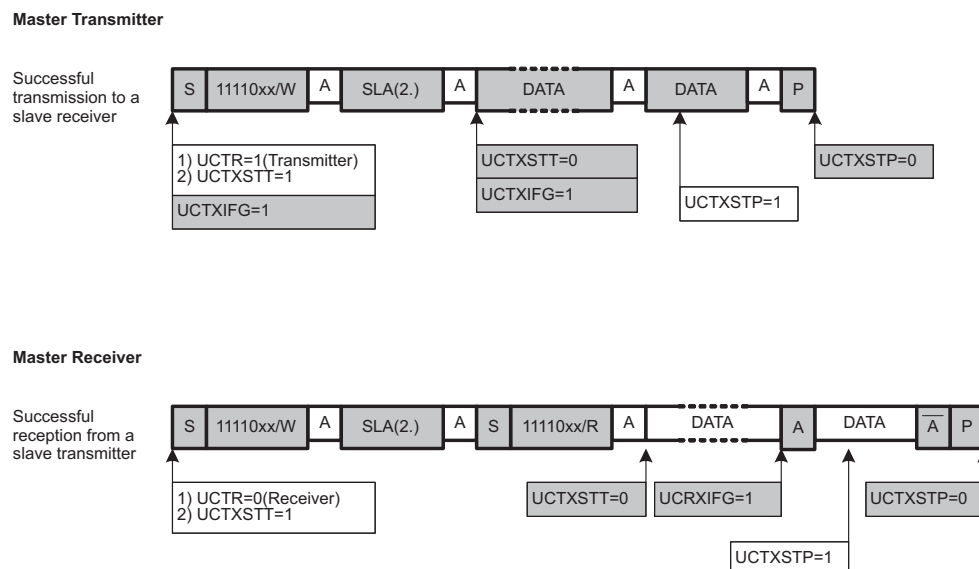 Master Transmitter
Successful
transmission to a
slave receiver
S 11110xx/W A SLA(2.) A DATA A DATA A P
1) UCTR=1(Transmitter)
2) UCTXSTT=1
UCTXIFG=1
UCTXSTT=0
UCTXIFG=1
UCTXSTP=1
UCTXSTP=0
Master Receiver
Successful
reception from a
slave transmitter
S 11110xx/W A SLA(2.) A S 11110xx/R A DATA A DATA A̅ P
1) UCTR=0(Receiver)
2) UCTXSTT=1
UCTXSTT=0
UCRXIFG=1
UCTXSTP=1
UCTXSTP=0